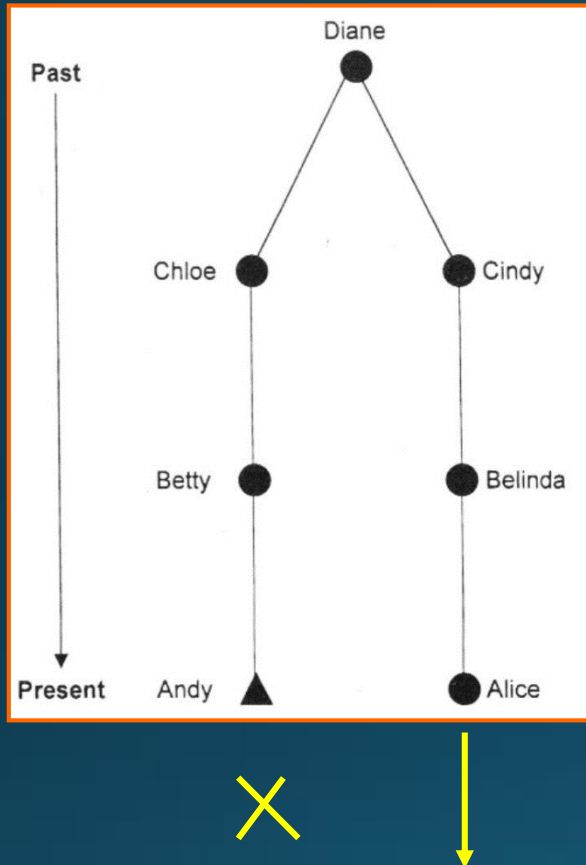 Diane
Past
Chloe
Cindy
Betty
Belinda
Present
Andy
Alice